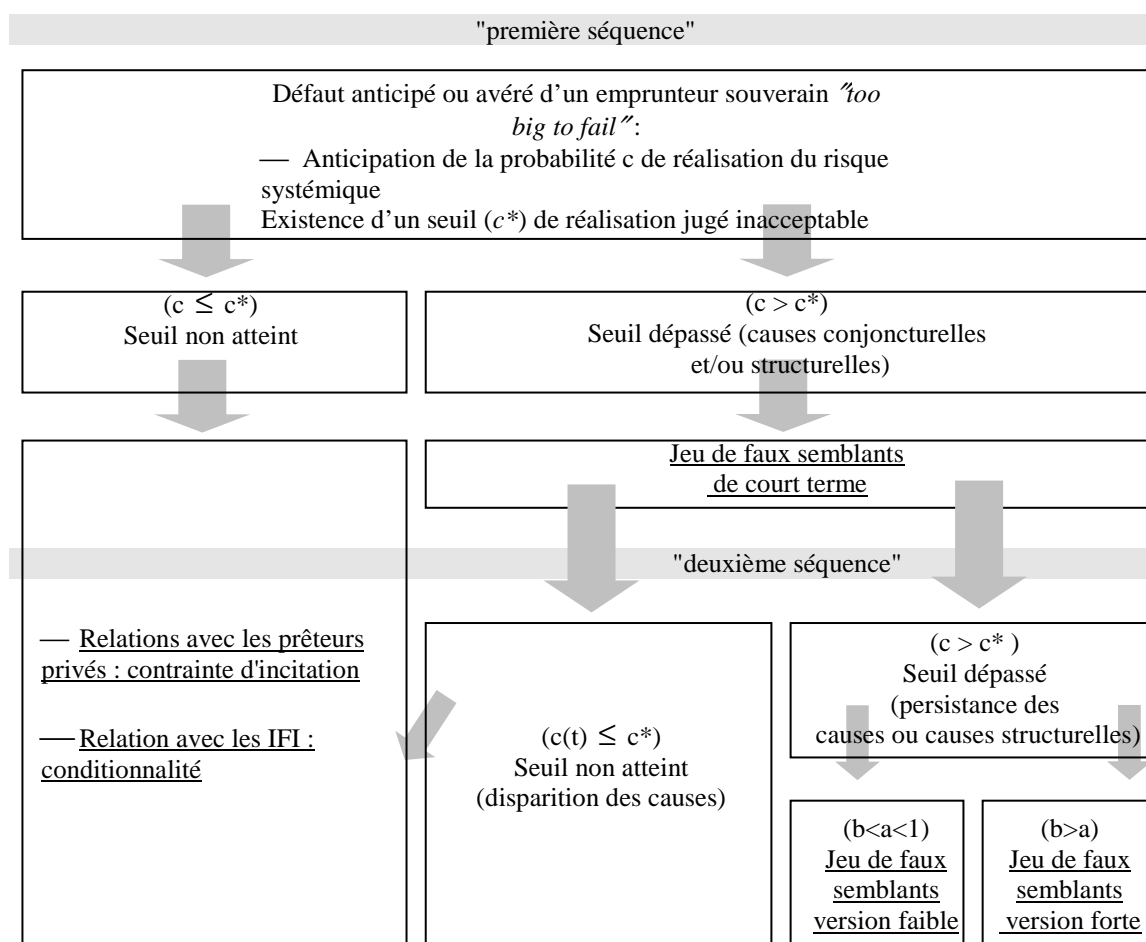 "première séquence"
Défaut anticipé ou avéré d'un emprunteur souverain "too
big to fail" :
— Anticipation de la probabilité c de réalisation du risque
systémique
Existence d'un seuil (c*) de réalisation jugé inacceptable
(c ≤ c*)
Seuil non atteint
(c > c*)
Seuil dépassé (causes conjoncturelles
et/ou structurelles)
Jeu de faux semblants
de court terme
"deuxième séquence"
— Relations avec les prêteurs
privés : contrainte d'incitation
— Relation avec les IFI :
conditionnalité
(c(t) ≤ c*)
Seuil non atteint
(disparition des causes)
(c > c* )
Seuil dépassé
(persistance des
causes ou causes structurelles)
(b<a<1)
Jeu de faux
semblants
version faible
(b>a)
Jeu de faux
semblants
version forte